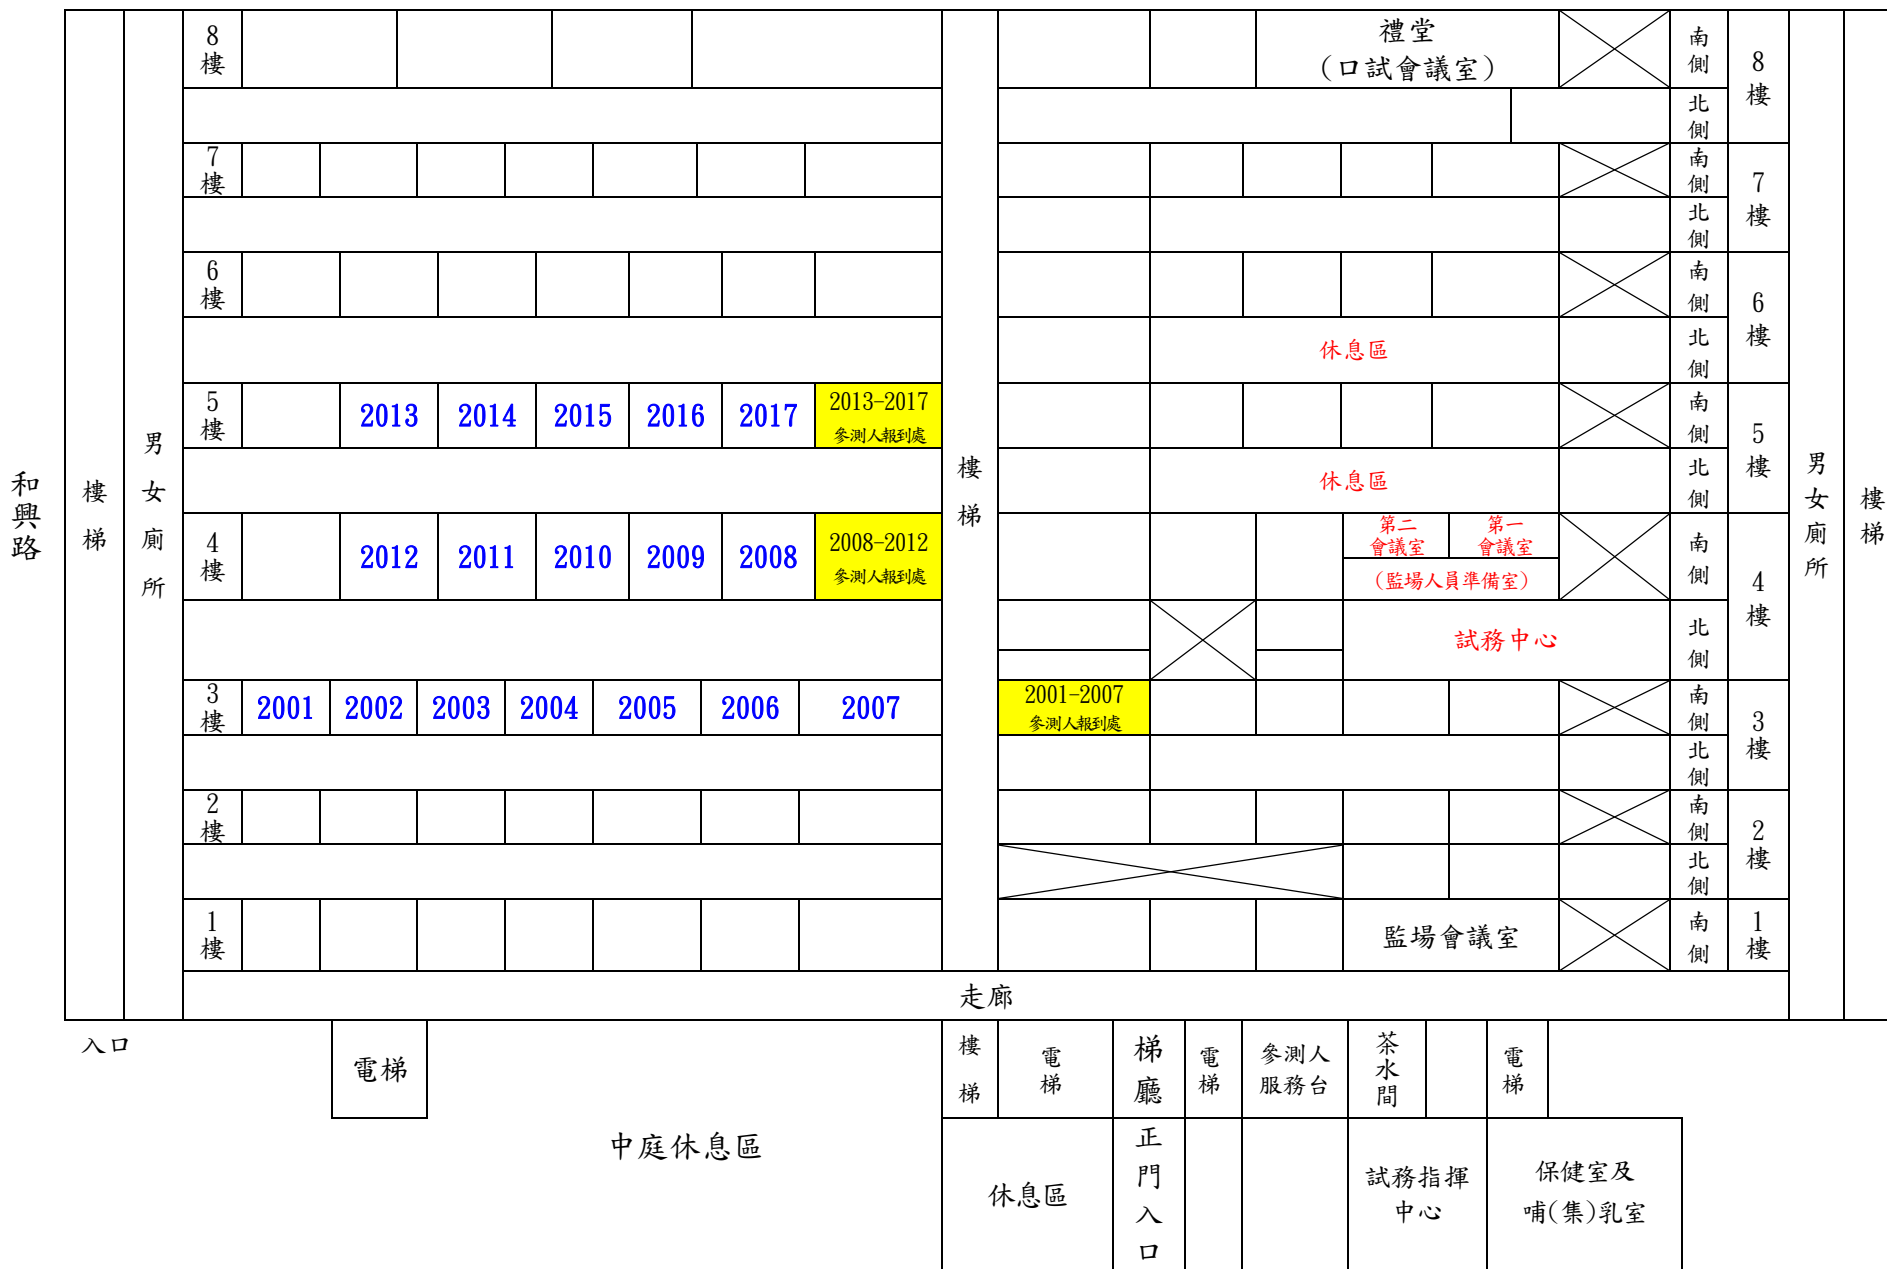 8
樓
禮堂
(口試會議室)
南
側
8
樓
北
側
7
樓
南
側
7
樓
北
側
6
樓
南
側
6
樓
休息區
北
側
5
樓
2013
2014
2015
2016
2017
2013-2017
參測人報到處
南
側
5
樓
休息區
北
側
和興路
樓梯
男女廁所
樓梯
男女廁所
樓梯
4
樓
2012
2011
2010
2009
2008
2008-2012
參測人報到處
第二
會議室
第一
會議室
(監場人員準備室)
南
側
4
樓
試務中心
北
側
3
樓
2001
2002
2003
2004
2005
2006
2007
2001-2007
參測人報到處
南
側
3
樓
北
側
2
樓
南
側
2
樓
北
側
1
樓
監場會議室
南
側
1
樓
走廊
入口
電梯
樓梯
電梯
梯廳
電梯
參測人
服務台
茶水間
電梯
中庭休息區
休息區
正門入口
試務指揮
中心
保健室及
哺(集)乳室